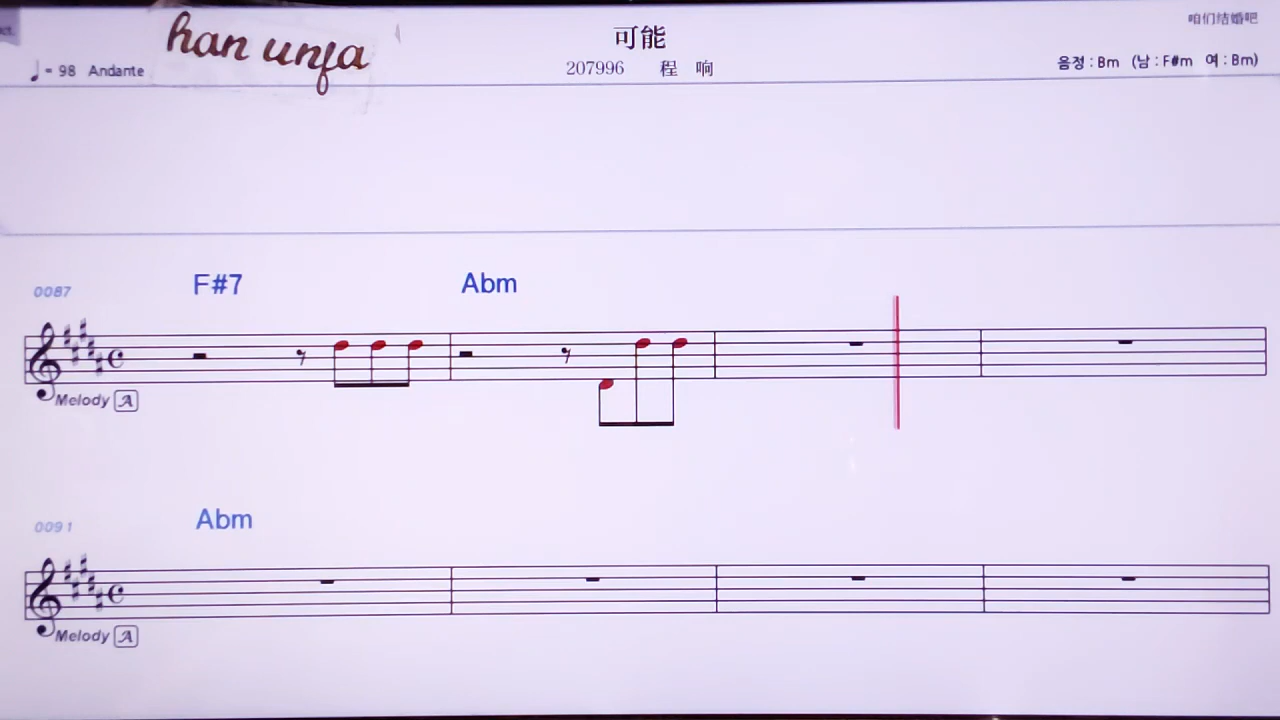 han unfa
可能
咱们结婚吧
♩= 98 Andante
207996 程 响
음정 : Bm (남 : F#m 여 : Bm)
F#7 Abm
0087
Melody A
Abm
0091
Melody A